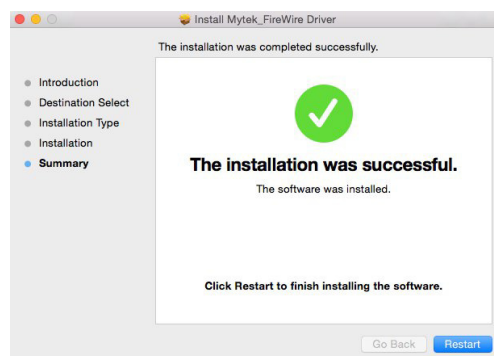 Install Mytek_FireWire Driver
The installation was completed successfully.
Introduction
Destination Select
Installation Type
Installation
Summary
The installation was successful.
The software was installed.
Click Restart to finish installing the software.
Go Back
Restart